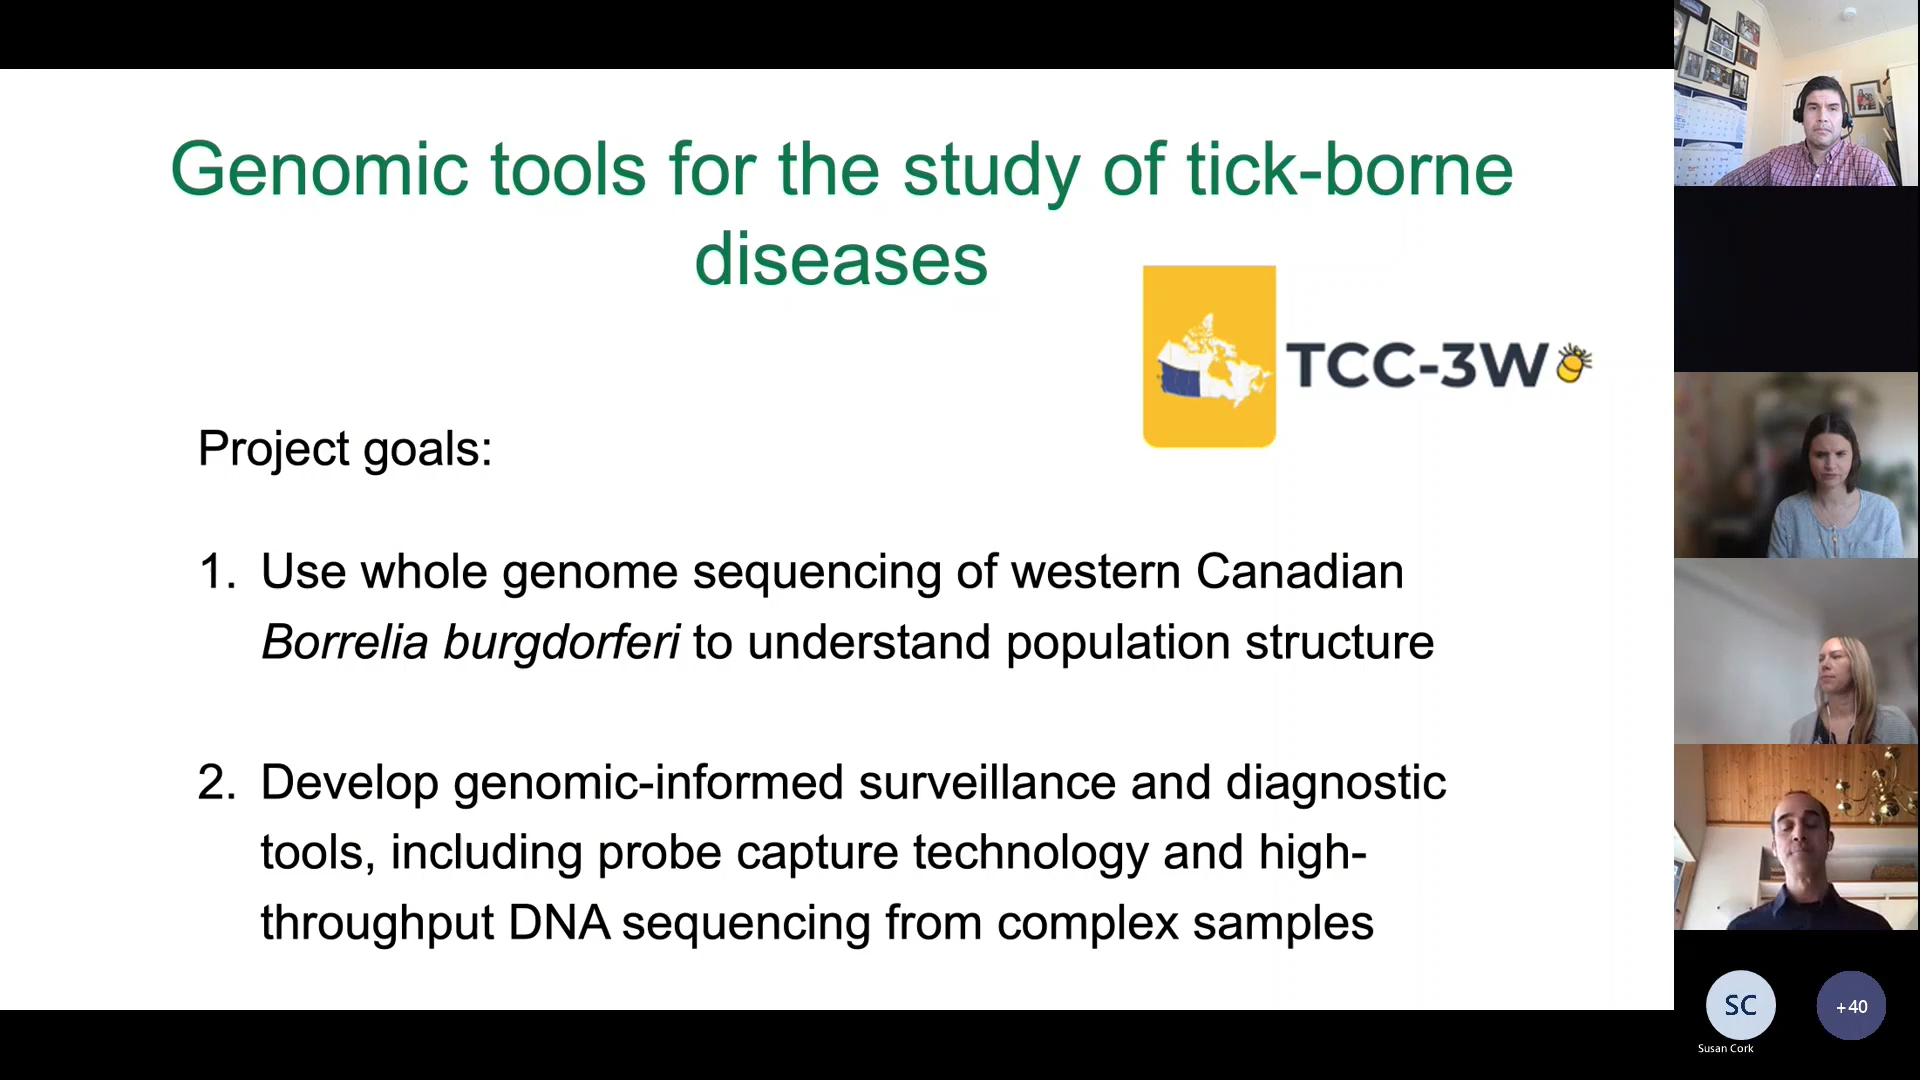 Genomic tools for the study of tick-borne
diseases
TCC-3W
Project goals:
1. Use whole genome sequencing of western Canadian
Borrelia burgdorferi to understand population structure
2. Develop genomic-informed surveillance and diagnostic
tools, including probe capture technology and high-
throughput DNA sequencing from complex samples
SC
+40
Susan Cork